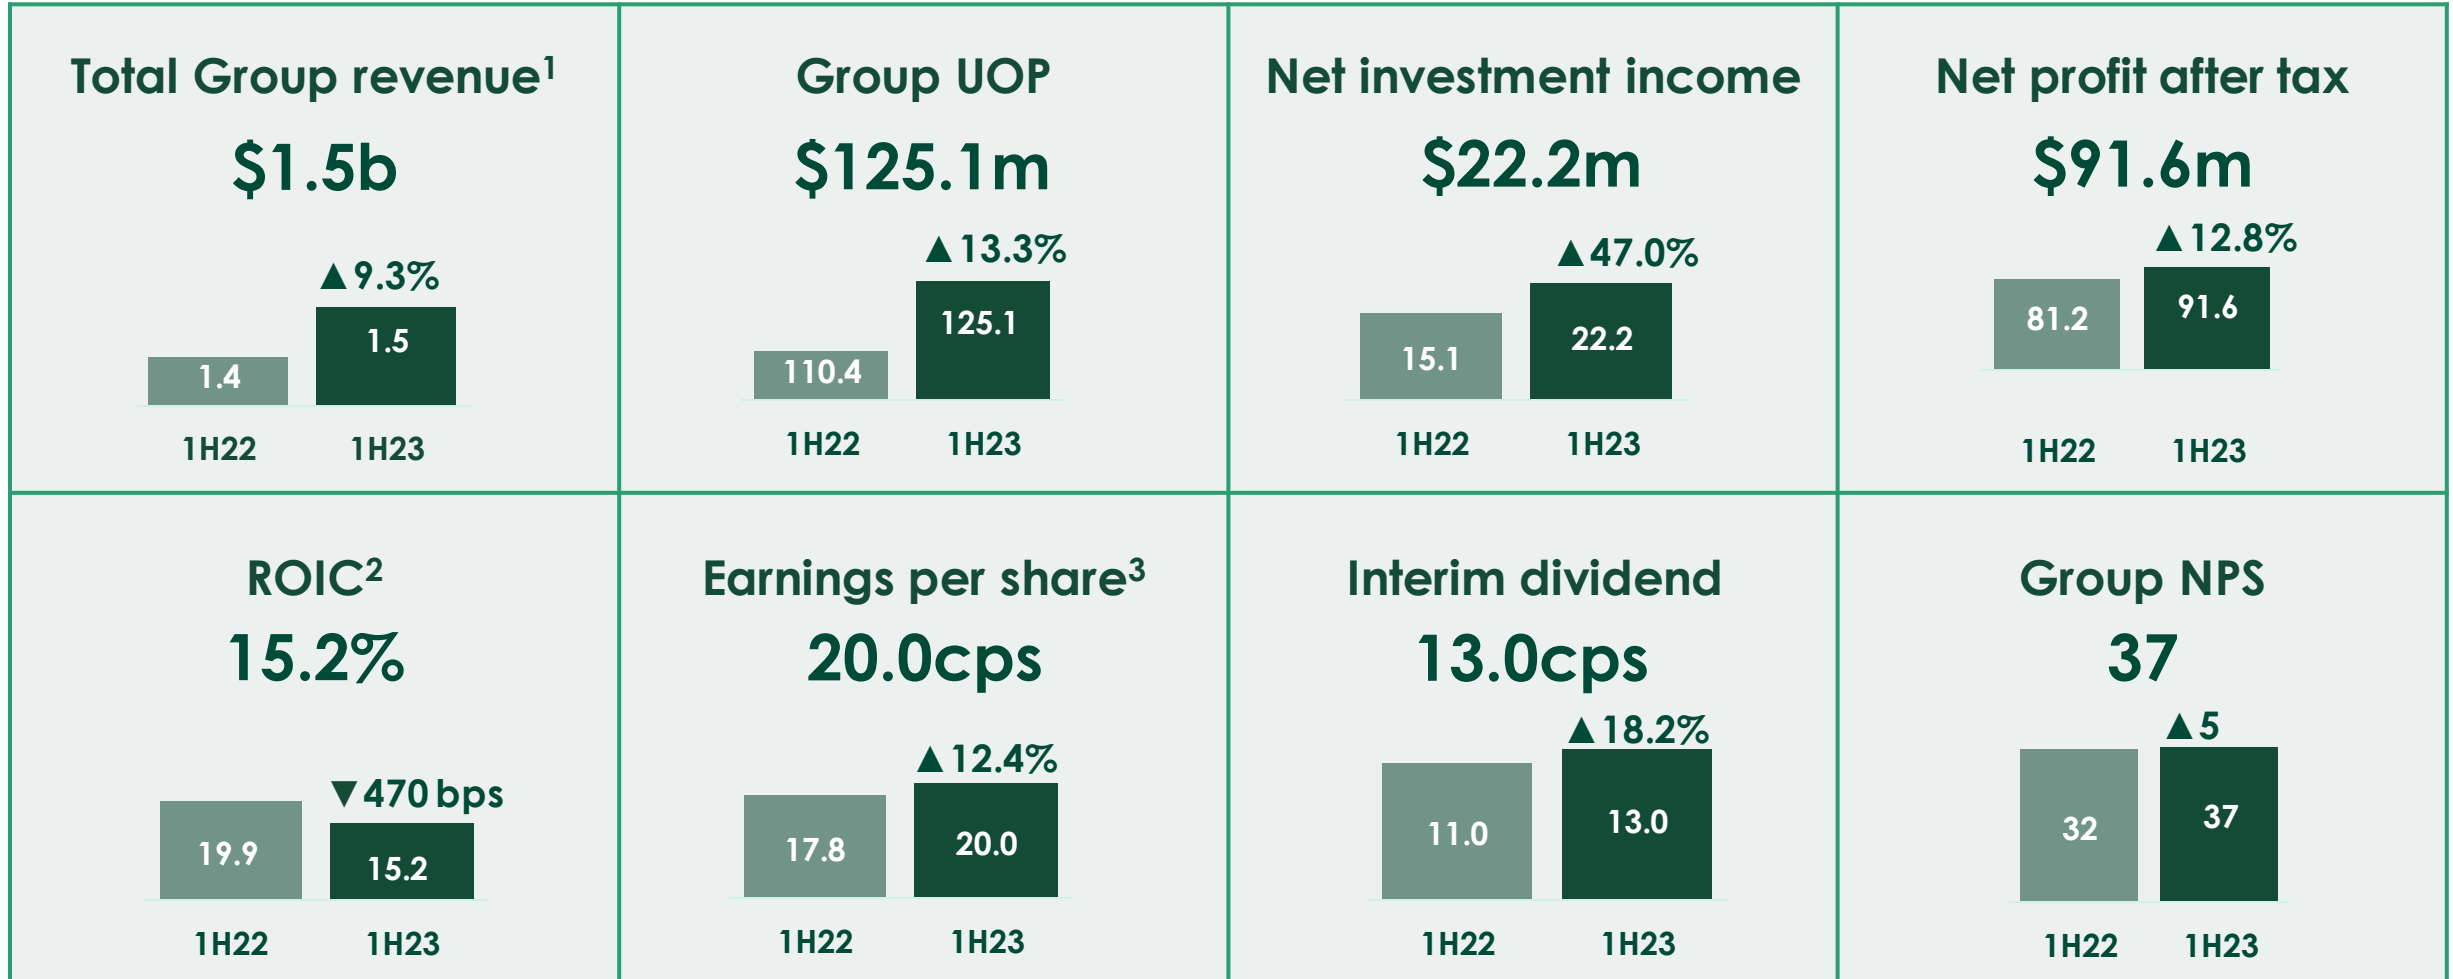 Total Group revenue¹
$1.5b
▲9.3%
1.4
1.5
1H22
1H23
Group UOP
$125.1m
▲13.3%
110.4
125.1
1H22
1H23
Net investment income
$22.2m
▲47.0%
15.1
22.2
1H22
1H23
Net profit after tax
$91.6m
▲12.8%
81.2
91.6
1H22
1H23
ROIC²
15.2%
▼470 bps
19.9
15.2
1H22
1H23
Earnings per share³
20.0cps
▲12.4%
17.8
20.0
1H22
1H23
Interim dividend
13.0cps
▲18.2%
11.0
13.0
1H22
1H23
Group NPS
37
▲5
32
37
1H22
1H23